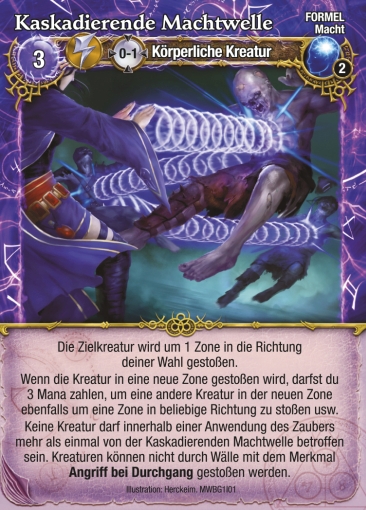 Kaskadierende Machtwelle
FORMEL
Macht
3
0-1
Körperliche Kreatur
2
Die Zielkreatur wird um 1 Zone in die Richtung
deiner Wahl gestoßen.
Wenn die Kreatur in eine neue Zone gestoßen wird, darfst du
3 Mana zahlen, um eine andere Kreatur in der neuen Zone
ebenfalls um eine Zone in beliebige Richtung zu stoßen usw.
Keine Kreatur darf innerhalb einer Anwendung des Zaubers
mehr als einmal von der Kaskadierenden Machtwelle betroffen
sein. Kreaturen können nicht durch Wälle mit dem Merkmal
Angriff bei Durchgang gestoßen werden.
Illustration: Herckeim. MWBG1I01